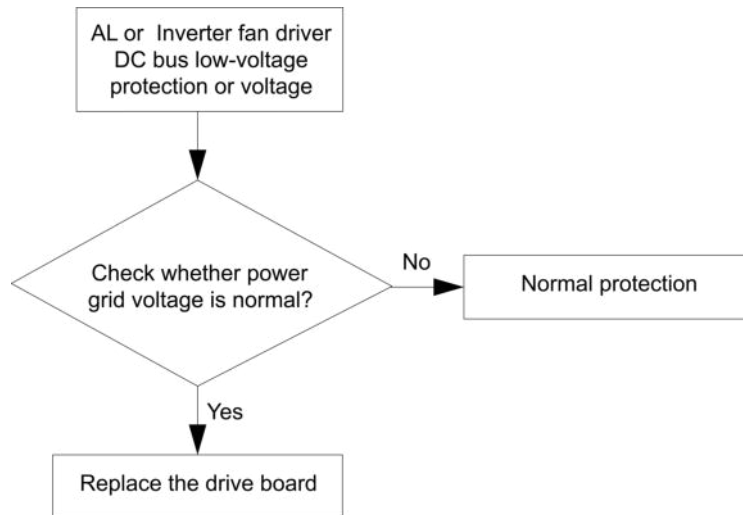 AL or Inverter fan driver
DC bus low-voltage
protection or voltage
Check whether power
grid voltage is normal?
No
Normal protection
Yes
Replace the drive board